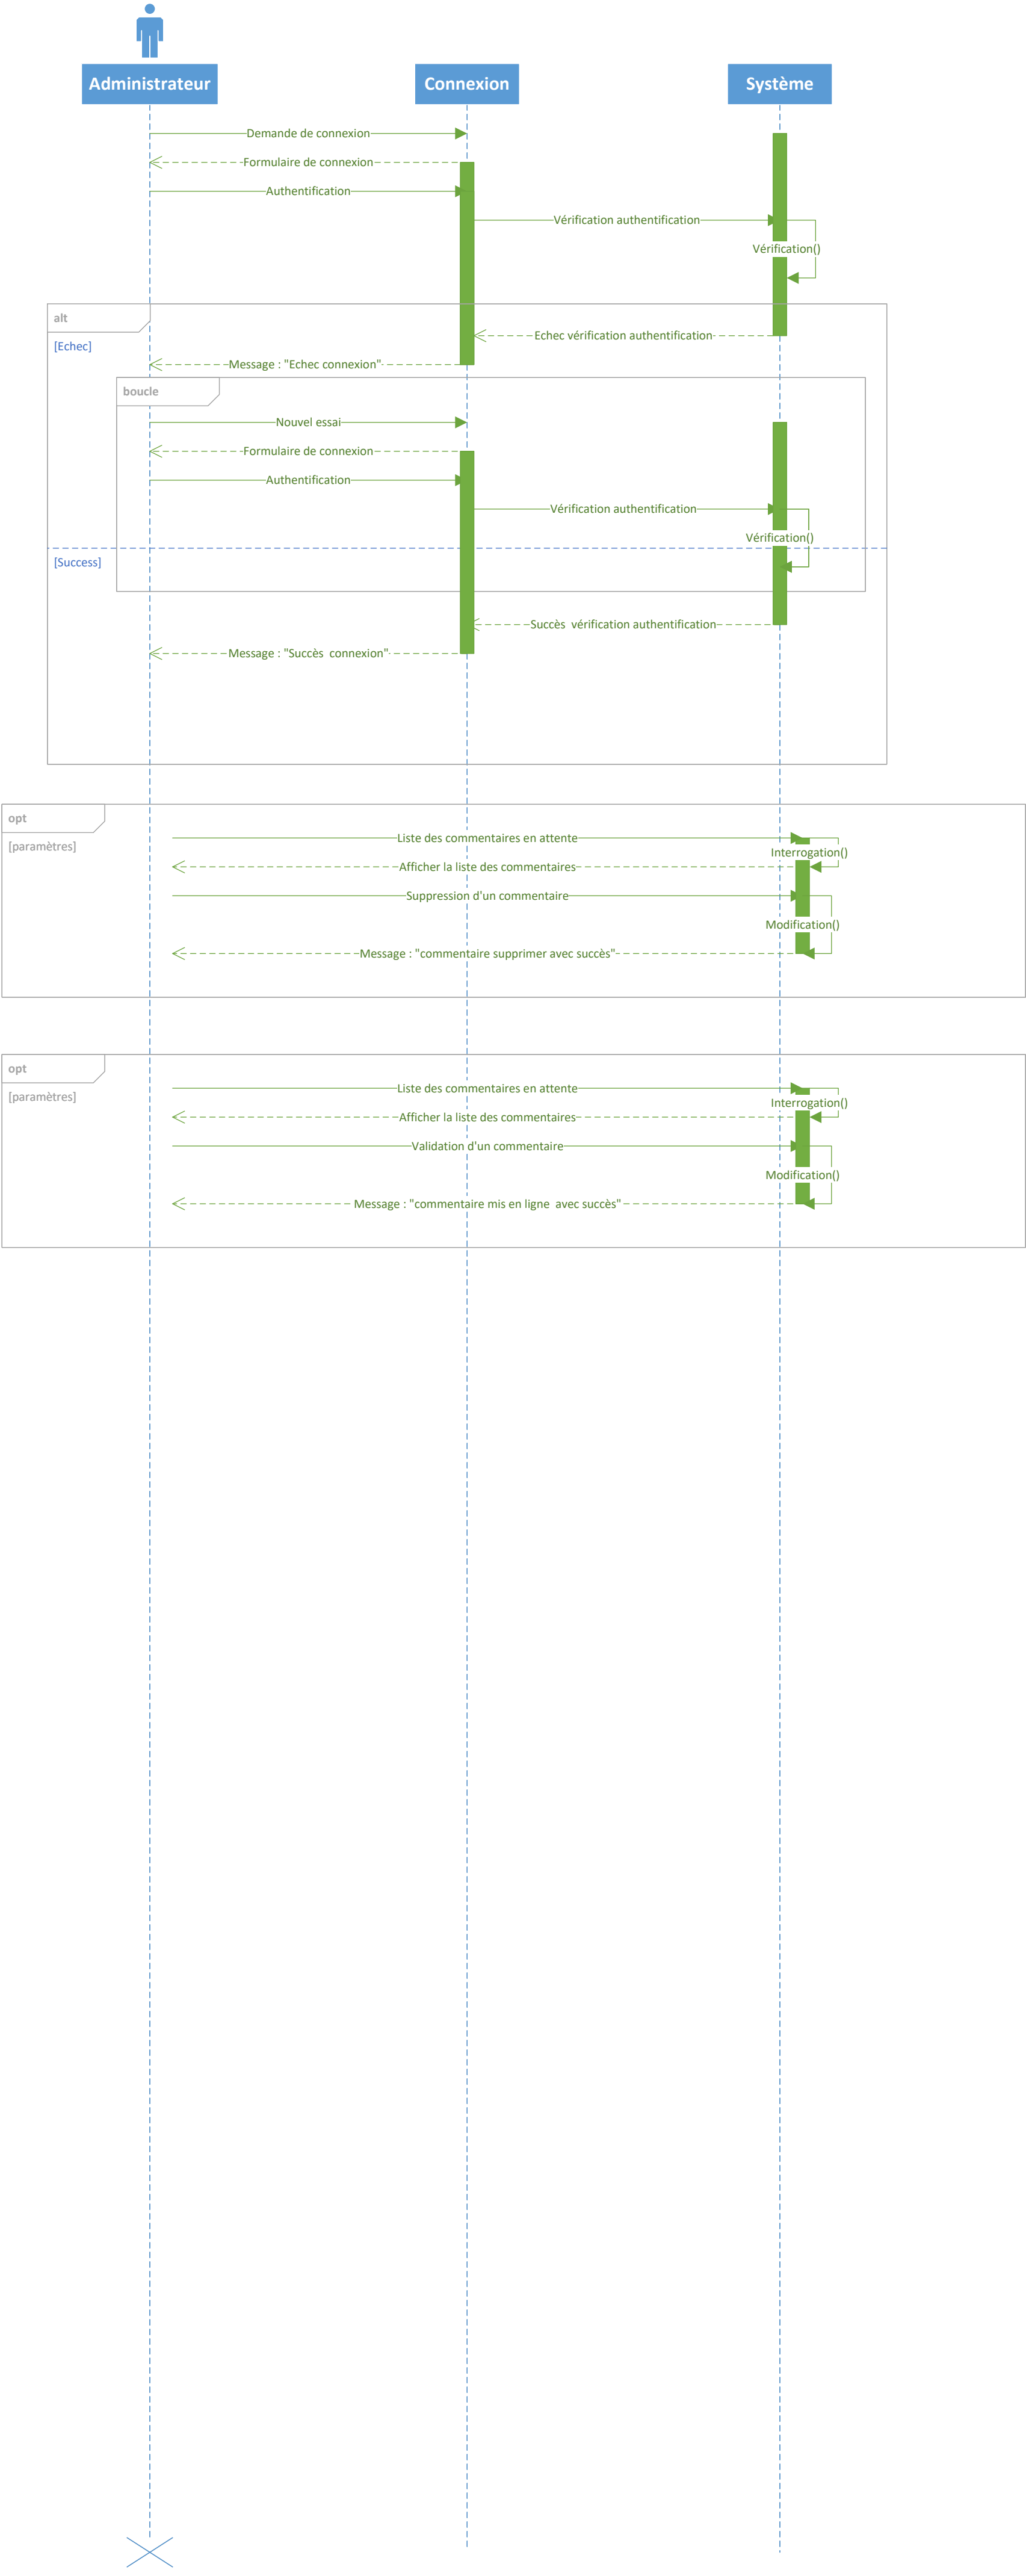 Administrateur
Connexion
Système
Demande de connexion
Formulaire de connexion
Authentification
Vérification authentification
Vérification()
alt
[Echec]
Echec vérification authentification
Message : "Echec connexion"
boucle
Nouvel essai
Formulaire de connexion
Authentification
Vérification authentification
Vérification()
[Success]
Succès  vérification authentification
Message : "Succès  connexion"
opt
[paramètres]
Liste des commentaires en attente
Interrogation()
Afficher la liste des commentaires
Suppression d'un commentaire
Modification()
Message : "commentaire supprimer avec succès"
opt
[paramètres]
Liste des commentaires en attente
Interrogation()
Afficher la liste des commentaires
Validation d'un commentaire
Modification()
Message : "commentaire mis en ligne  avec succès"